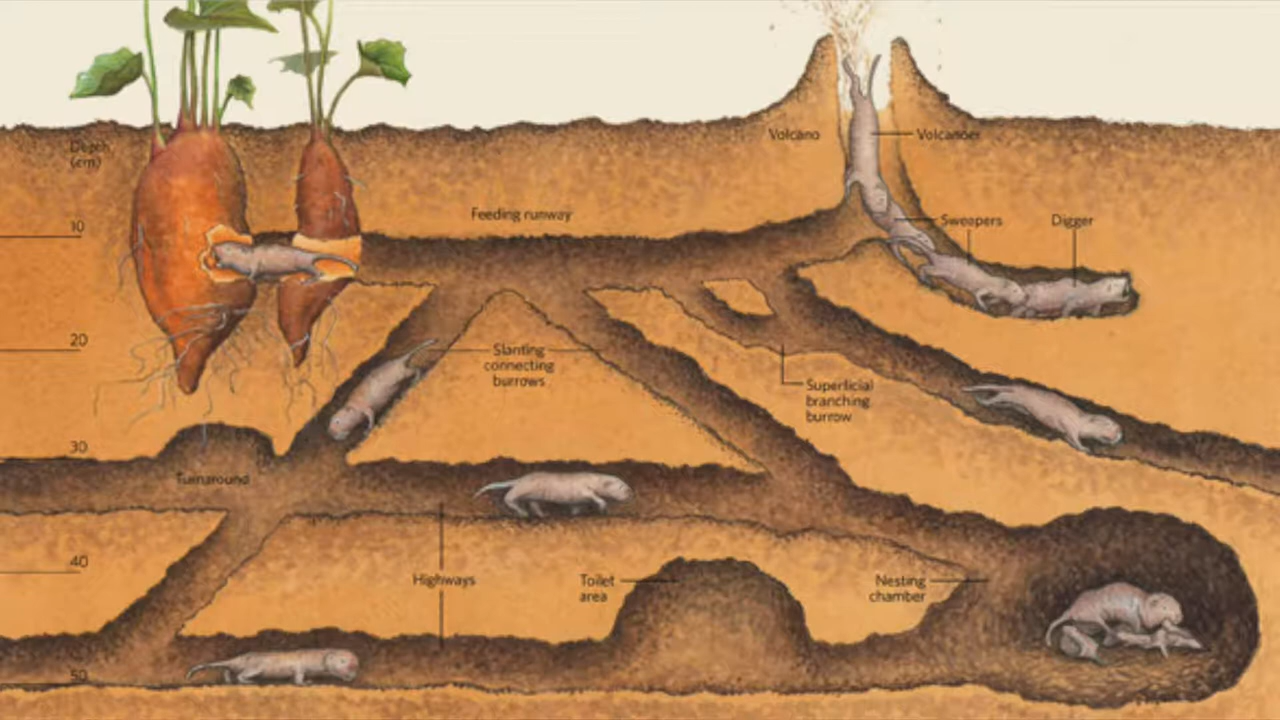 Depth
(cm)
Volcano
Volcanoer
10
Feeding runway
Sweepers
Digger
20
Slanting
connecting
burrows
Superficial
branching
burrow
30
Turnaround
40
Highways
Toilet
area
Nesting
chamber
50